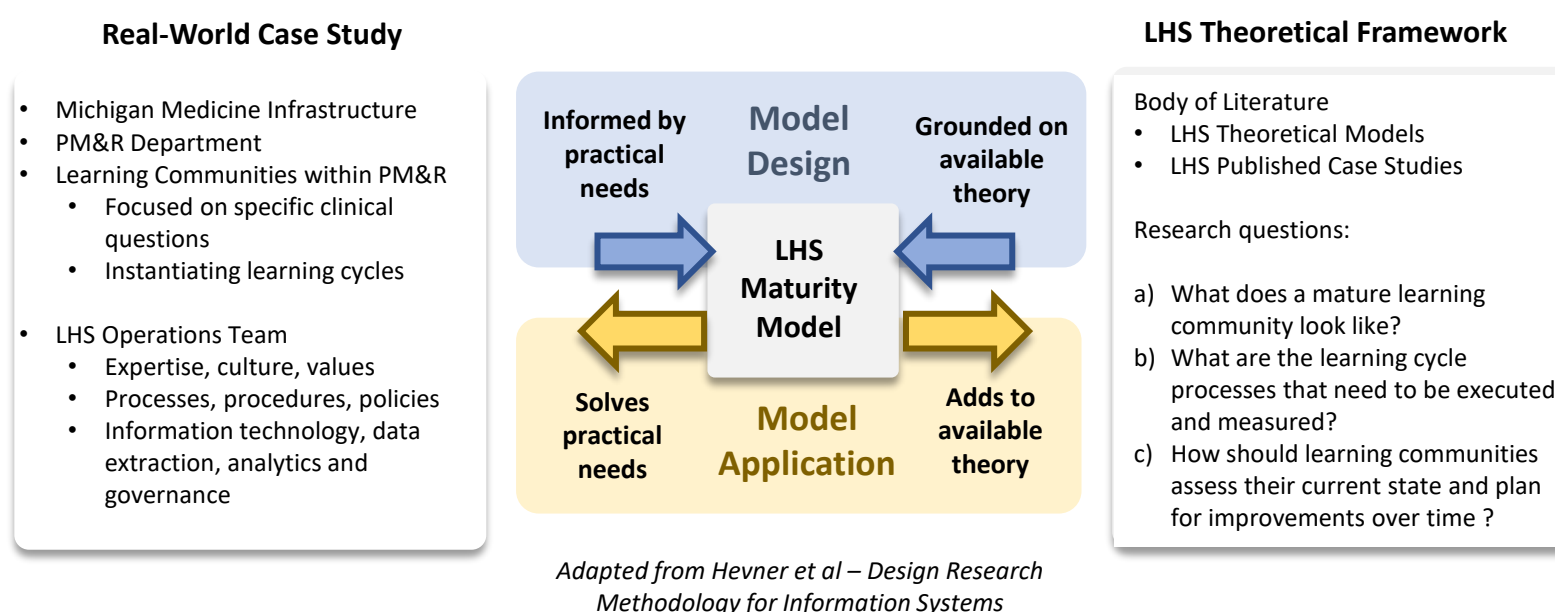 Real-World Case Study
• Michigan Medicine Infrastructure
• PM&R Department
• Learning Communities within PM&R
• Focused on specific clinical
questions
• Instantiating learning cycles
• LHS Operations Team
• Expertise, culture, values
• Processes, procedures, policies
• Information technology, data
extraction, analytics and
governance
Informed by
practical
needs
Model
Design
Grounded on
available
theory
LHS
Maturity
Model
Solves
practical
needs
Model
Application
Adds to
available
theory
Adapted from Hevner et al – Design Research
Methodology for Information Systems
LHS Theoretical Framework
Body of Literature
• LHS Theoretical Models
• LHS Published Case Studies
Research questions:
a) What does a mature learning
community look like?
b) What are the learning cycle
processes that need to be executed
and measured?
c) How should learning communities
assess their current state and plan
for improvements over time ?